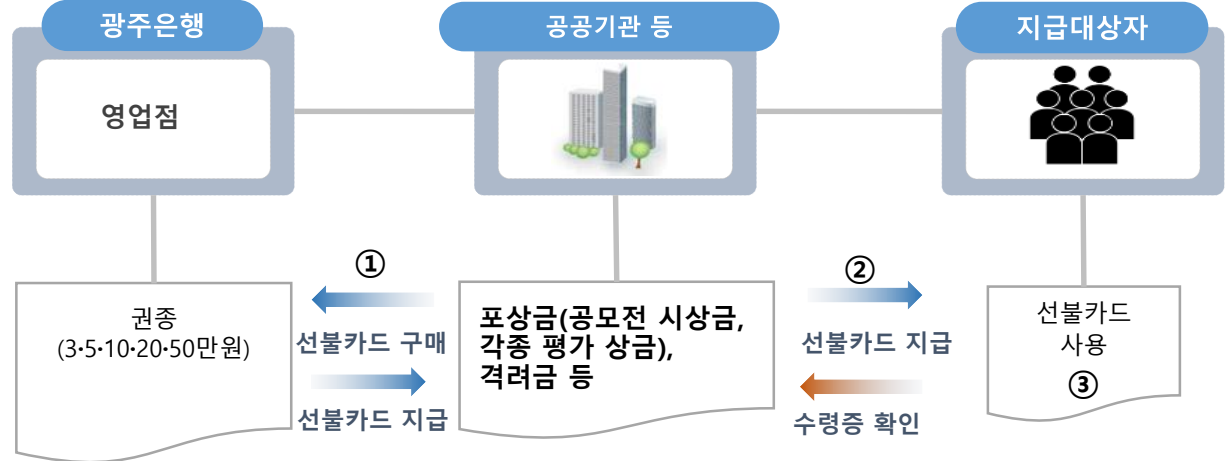 광주은행
공공기관 등
지급대상자
영업점
①
②
권종
(3·5·10·20·50만원)
선불카드 구매
선불카드 지급
포상금(공모전 시상금,
각종 평가 상금),
격려금 등
선불카드 지급
수령증 확인
선불카드
사용
③